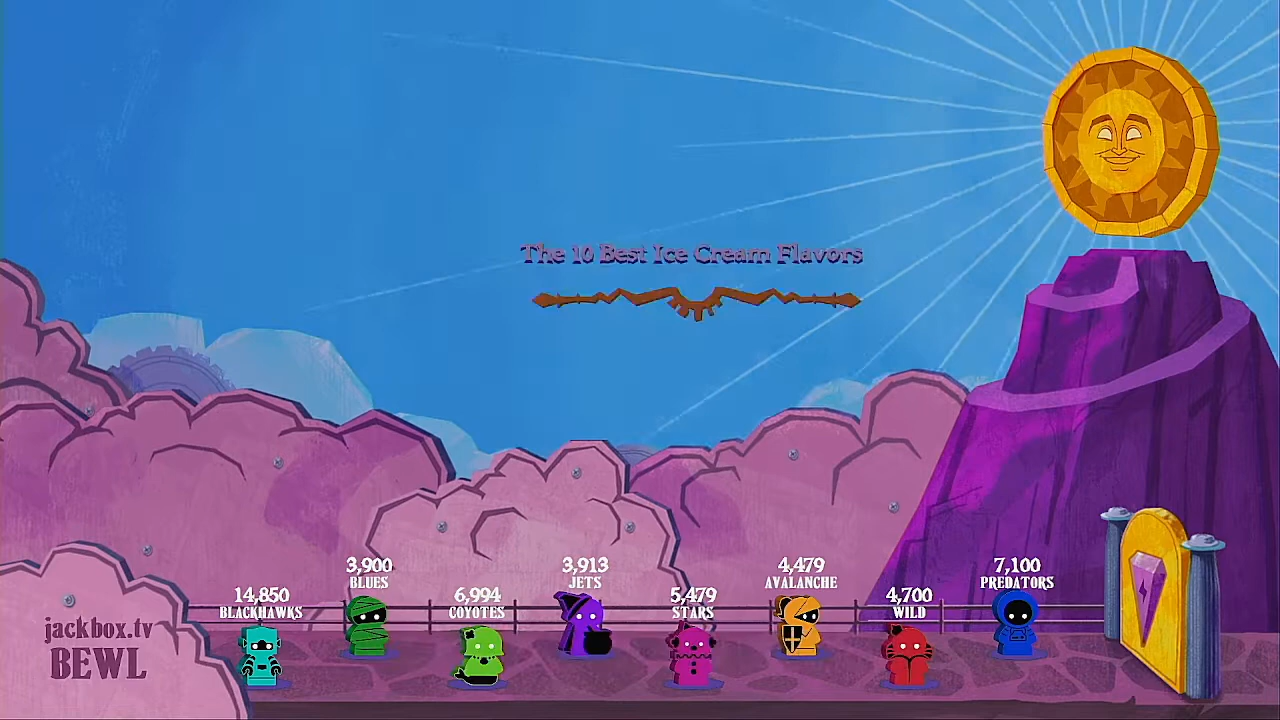 The 10 Best Ice Cream Flavors
3,900
BLUES
3,913
JETS
4,479
AVALANCHE
7,100
PREDATORS
14,850
BLACKHAWKS
6,994
COYOTES
5,479
STARS
4,700
WILD
jackbox.tv
BEWL